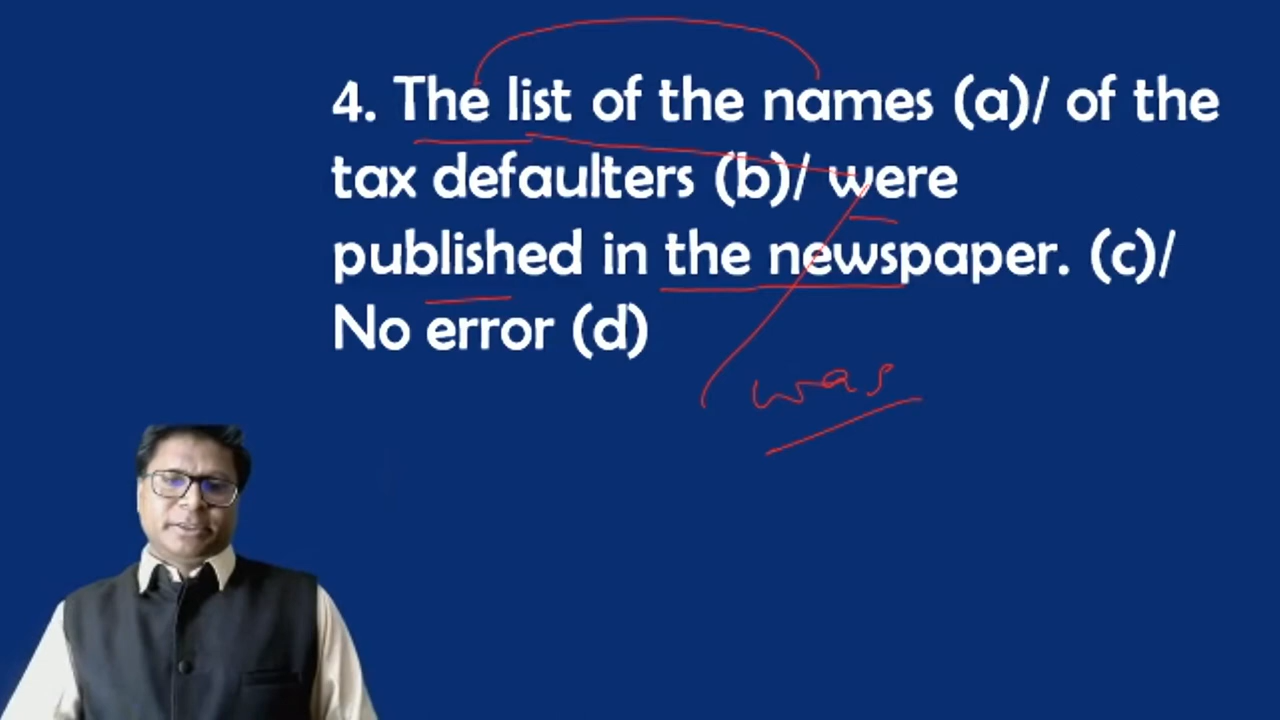 4. The list of the names (a)/ of the
tax defaulters (b)/ were
published in the newspaper. (c)/
No error (d)
was